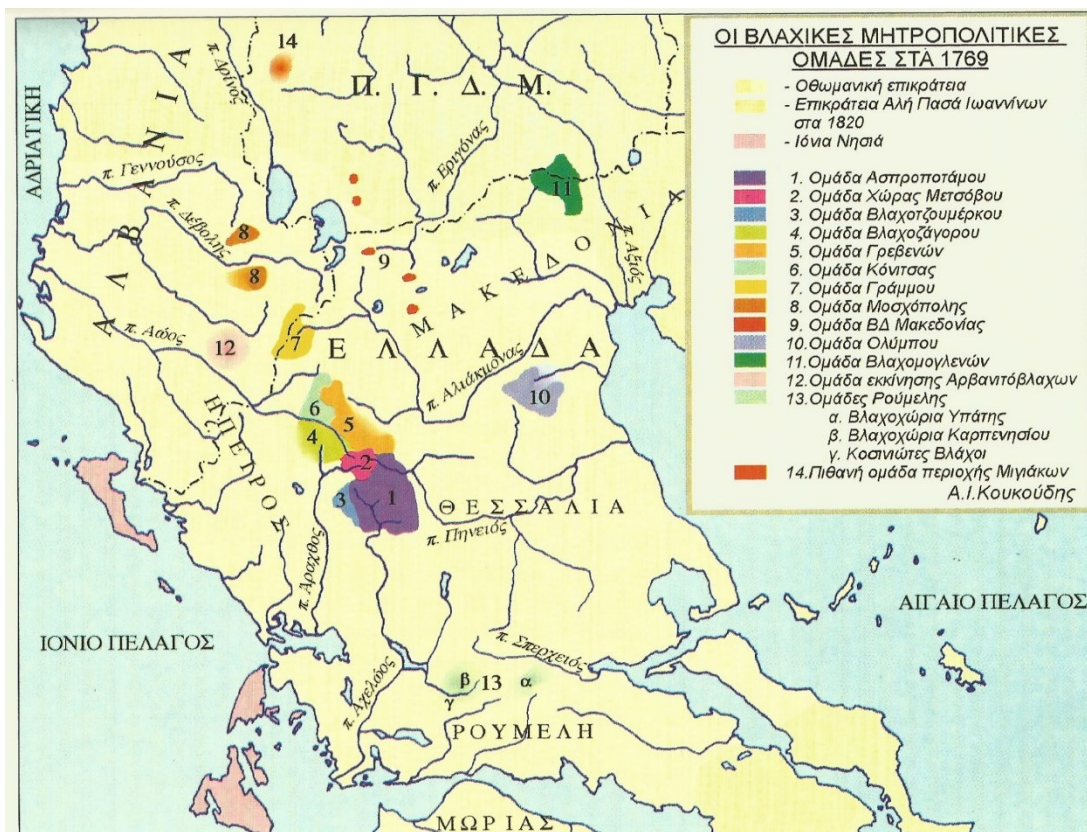 ΟΙ ΒΛΑΧΙΚΕΣ ΜΗΤΡΟΠΟΛΙΤΙΚΕΣ
ΟΜΑΔΕΣ ΣΤΑ 1769
- Οθωμανική επικράτεια
- Επικράτεια Αλή Πασά Ιωαννίνων
στα 1820
- Ιόνια Νησιά
1. Ομάδα Ασπροποτάμου
2. Ομάδα Χώρας Μετσόβου
3. Ομάδα Βλαχοτζουμέρκου
4. Ομάδα Βλαχοζάγορου
5. Ομάδα Γρεβενών
6. Ομάδα Κόνιτσας
7. Ομάδα Γράμμου
8. Ομάδα Μοσχόπολης
9. Ομάδα ΒΔ Μακεδονίας
10. Ομάδα Ολύμπου
11.Ομάδα Βλαχομογλενών
12.Ομάδα εκκίνησης Αρβανιτόβλαχων
13.Ομάδες Ρούμελης
α. Βλαχοχώρια Υπάτης
β. Βλαχοχώρια Καρπενησίου
γ. Κοσινιώτες Βλάχοι
14.Πιθανή ομάδα περιοχής Μιγιάκων
Α.Ι.Κουκούδης
ΑΔΡΙΑΤΙΚΗ
ΑΛΒΑΝΙΑ
π. Δρίνος
14
Π. Γ. Δ. Μ.
π. Γεννούσος
π. Εριγόνας
11
π. Δεβόλης
8
8
9
π. Αξιός
ΜΑΚΕΔΟΝΙΑ
π. Αώος
12
7
ΕΛΛΑΔΑ
π. Αλιάκμονας
10
6
5
4
ΗΠΕΙΡΟΣ
2
3
1
ΘΕΣΣΑΛΙΑ
π. Πηνειός
π. Άραχθος
ΙΟΝΙΟ ΠΕΛΑΓΟΣ
ΑΙΓΑΙΟ ΠΕΛΑΓΟΣ
π. Σπερχειός
π. Αχελώος
β 13 α
γ
ΡΟΥΜΕΛΗ
ΜΩΡΙΑΣ